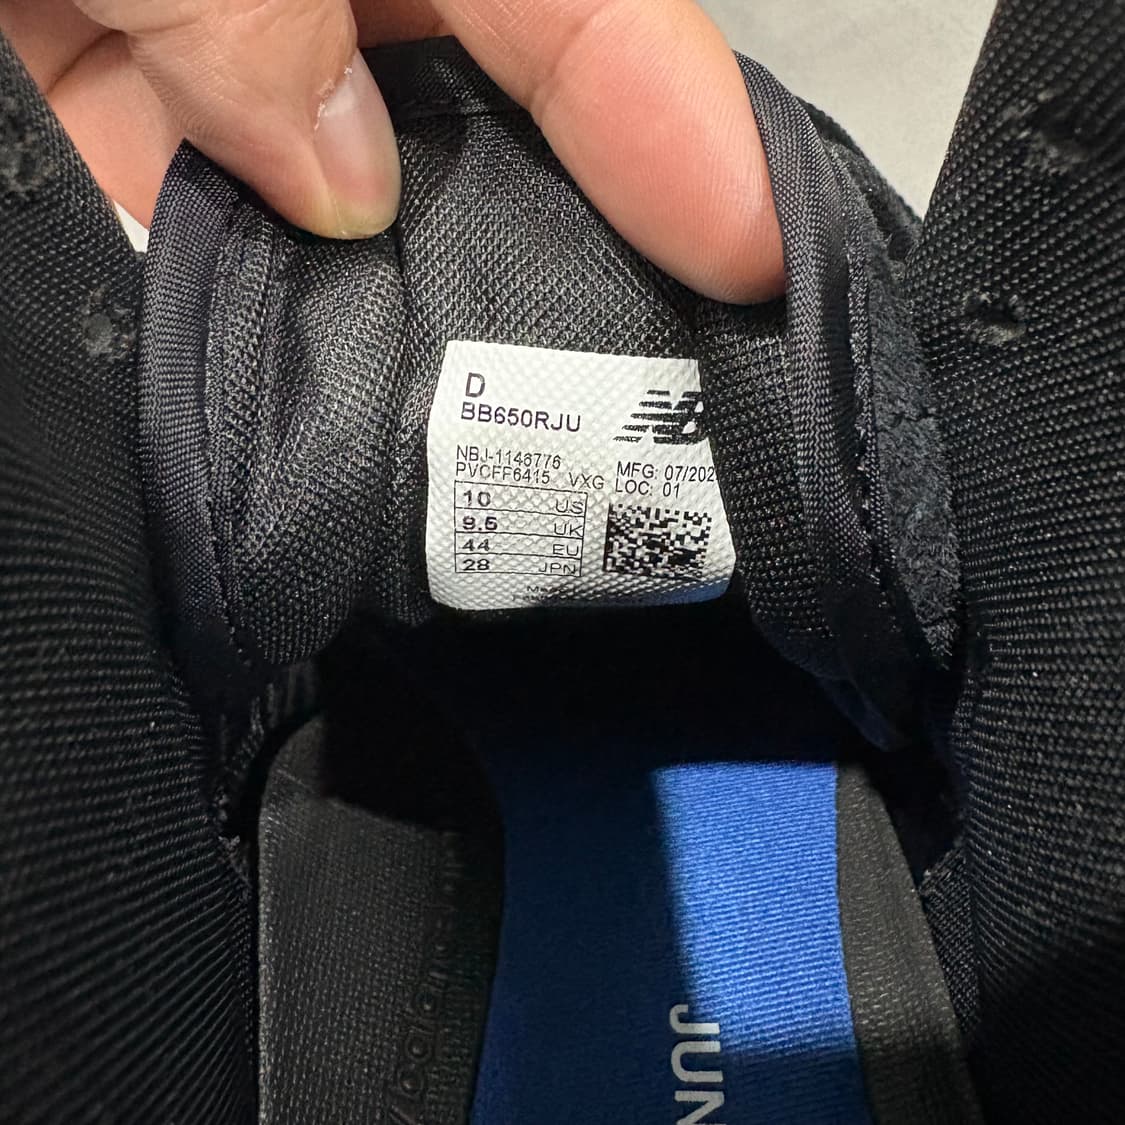 D
BB650RJU
NB
NBJ-1146776
PVCFF6415 VXG
MFG: 07/202
LOC: 01
10 US
9.5 UK
44 EU
28 JPN
JUN